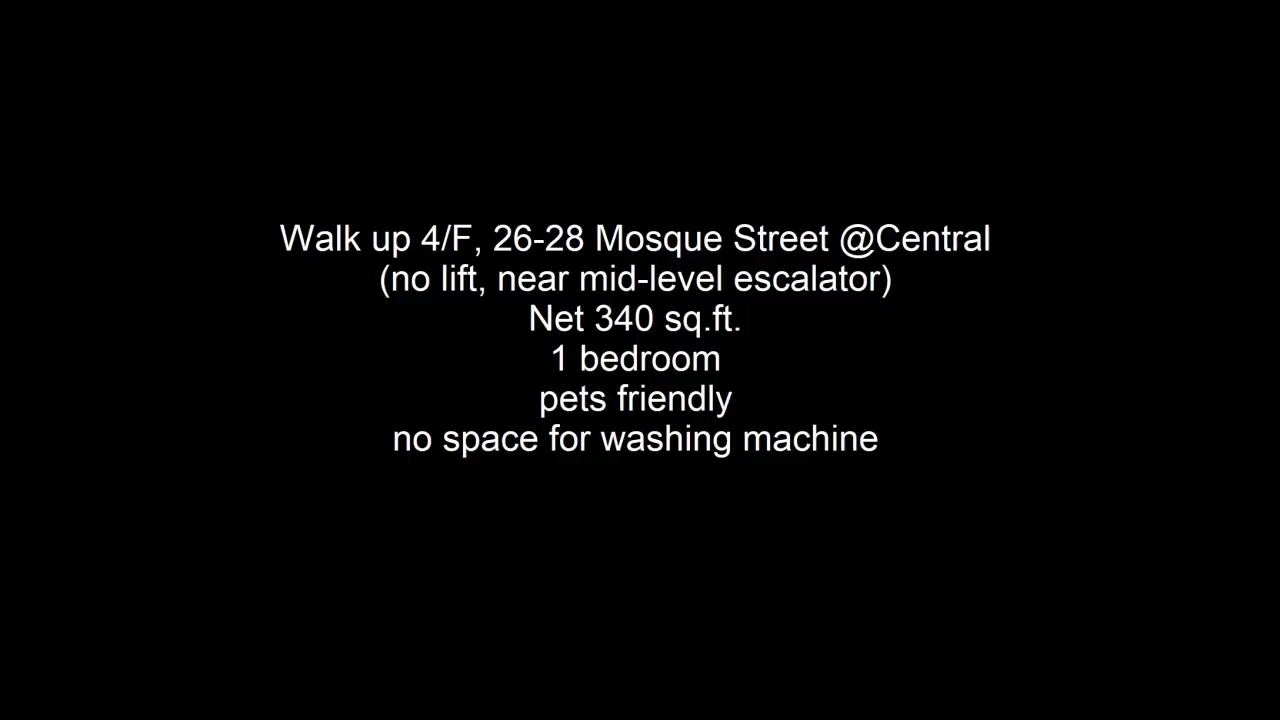 Walk up 4/F, 26-28 Mosque Street @Central
(no lift, near mid-level escalator)
Net 340 sq.ft.
1 bedroom
pets friendly
no space for washing machine